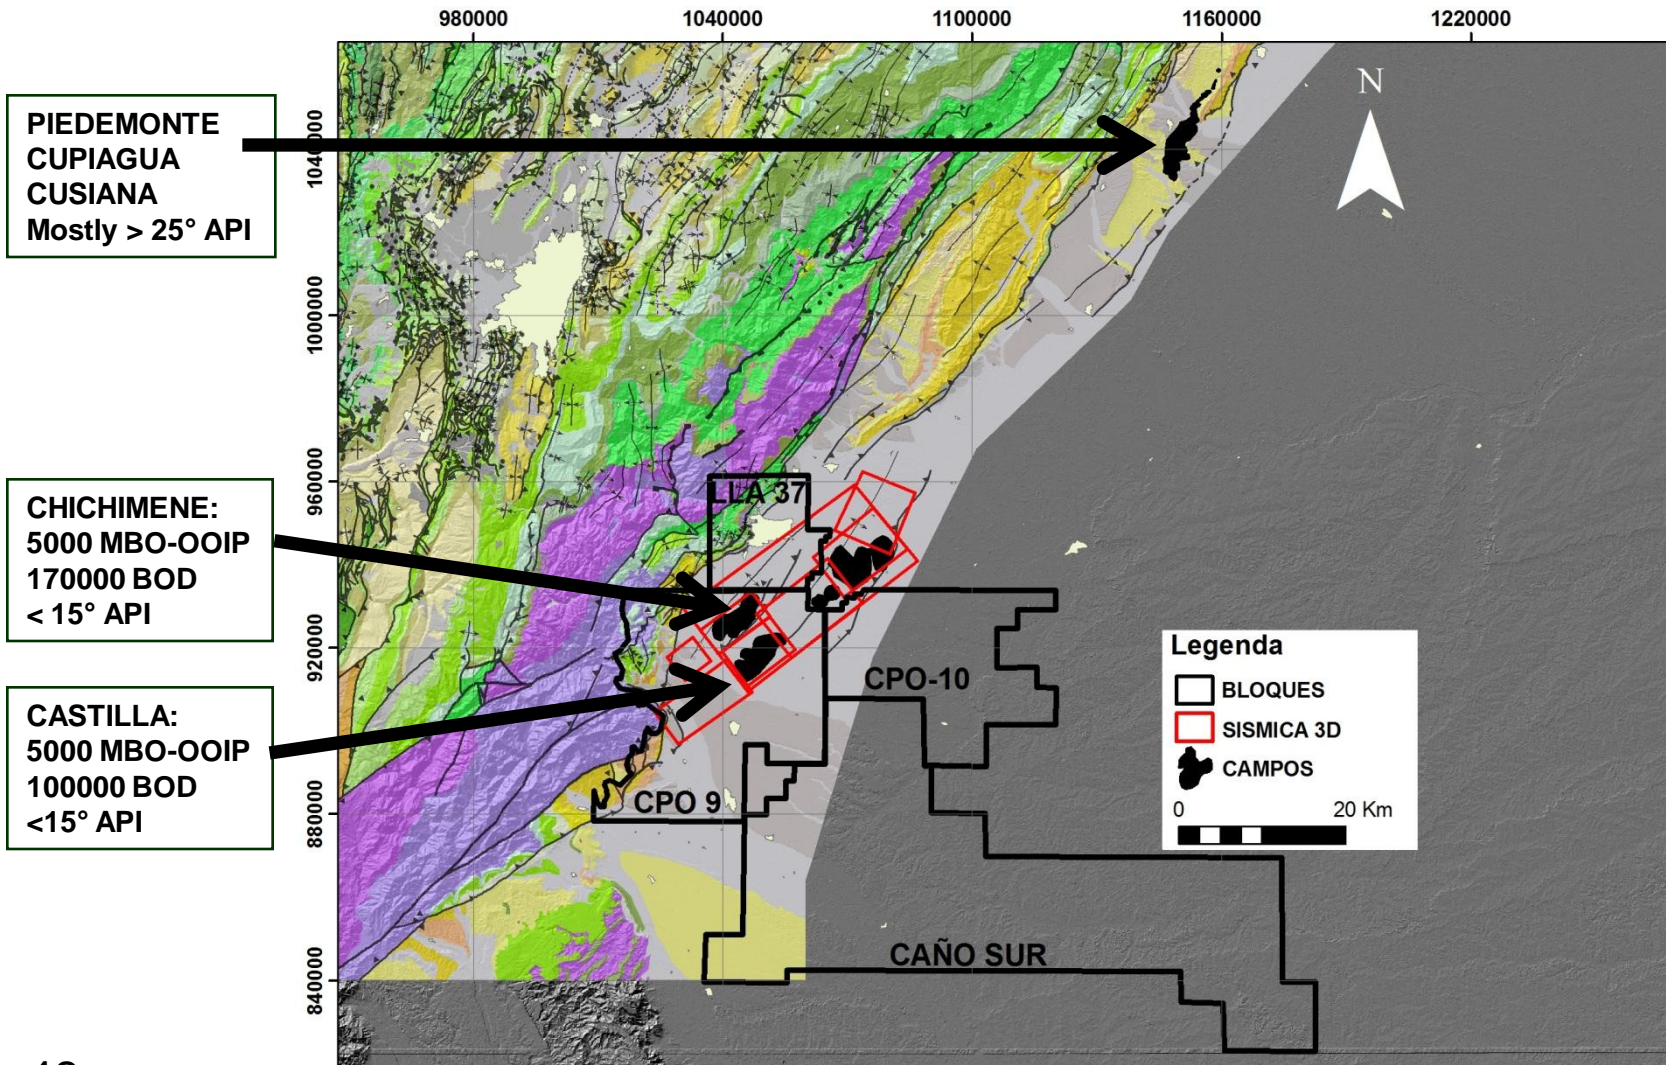 980000
1040000
1100000
1160000
1220000
1040000
1000000
960000
920000
880000
840000
PIEDEMONTE
CUPIAGUA
CUSIANA
Mostly > 25° API
CHICHIMENE:
5000 MBO-OOIP
170000 BOD
< 15° API
CASTILLA:
5000 MBO-OOIP
100000 BOD
<15° API
N
LLA 37
CPO-10
CPO 9
CAÑO SUR
Legenda
BLOQUES
SISMICA 3D
CAMPOS
0 20 Km